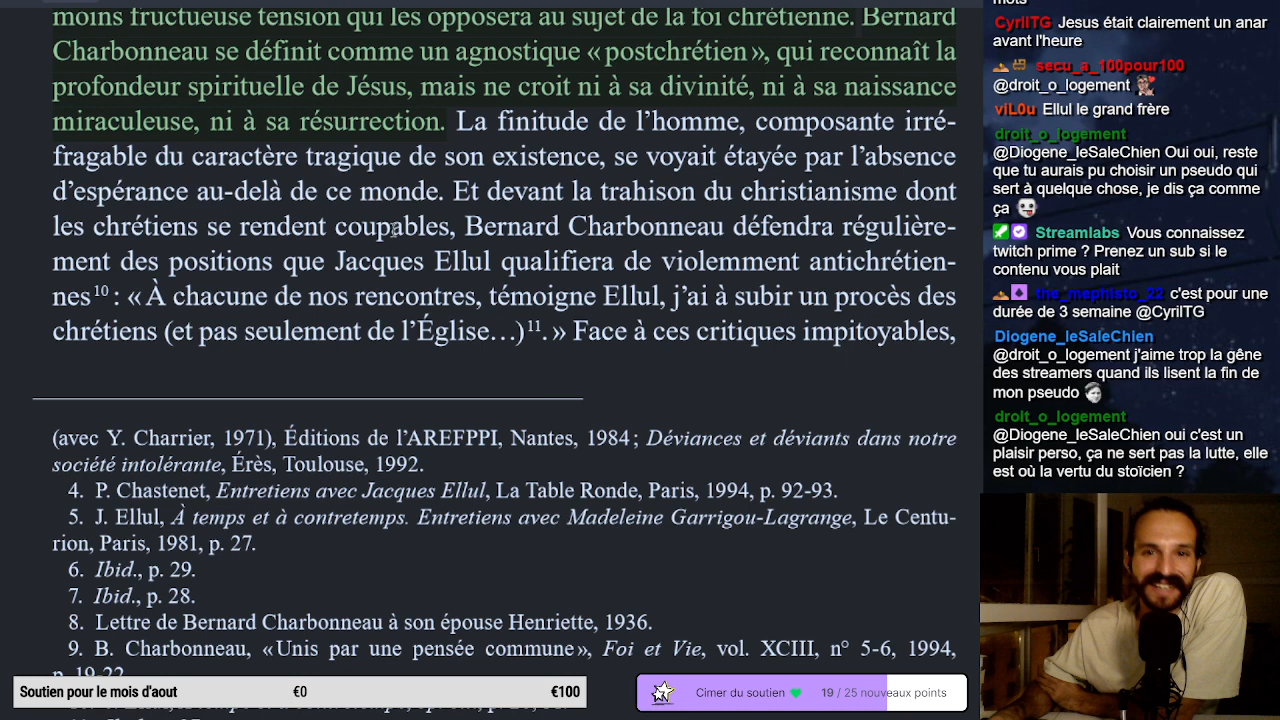 moins fructueuse tension qui les opposera au sujet de la foi chrétienne. Bernard
Charbonneau se définit comme un agnostique « postchrétien », qui reconnaît la
profondeur spirituelle de Jésus, mais ne croit ni à sa divinité, ni à sa naissance
miraculeuse, ni à sa résurrection. La finitude de l’homme, composante irré-
fragable du caractère tragique de son existence, se voyait étayée par l’absence
d’espérance au-delà de ce monde. Et devant la trahison du christianisme dont
les chrétiens se rendent coupables, Bernard Charbonneau défendra régulière-
ment des positions que Jacques Ellul qualifiera de violemment antichrétien-
nes10 : « À chacune de nos rencontres, témoigne Ellul, j’ai à subir un procès des
chrétiens (et pas seulement de l’Église…)11. » Face à ces critiques impitoyables,
(avec Y. Charrier, 1971), Éditions de l’AREFPPI, Nantes, 1984 ; Déviances et déviants dans notre
société intolérante, Érès, Toulouse, 1992.
4. P. Chastenet, Entretiens avec Jacques Ellul, La Table Ronde, Paris, 1994, p. 92-93.
5. J. Ellul, À temps et à contretemps. Entretiens avec Madeleine Garrigou-Lagrange, Le Centu-
rion, Paris, 1981, p. 27.
6. Ibid., p. 29.
7. Ibid., p. 28.
8. Lettre de Bernard Charbonneau à son épouse Henriette, 1936.
9. B. Charbonneau, « Unis par une pensée commune », Foi et Vie, vol. XCIII, n° 5-6, 1994,
p. 19-22
Soutien pour le mois d'aout €0 €100
Cimer du soutien 19 / 25 nouveaux points
mots
CyrilTG Jesus était clairement un anar
avant l'heure
secu_a_100pour100
@droit_o_logement
viL0u Ellul le grand frère
droit_o_logement
@Diogene_leSaleChien Oui oui, reste
que tu aurais pu choisir un pseudo qui
sert à quelque chose, je dis ça comme
ça
Streamlabs Vous connaissez
twitch prime ? Prenez un sub si le
contenu vous plait
the_mephisto_22 c'est pour une
durée de 3 semaine @CyrilTG
Diogene_leSaleChien
@droit_o_logement j'aime trop la gêne
des streamers quand ils lisent la fin de
mon pseudo
droit_o_logement
@Diogene_leSaleChien oui c'est un
plaisir perso, ça ne sert pas la lutte, elle
est où la vertu du stoïcien ?